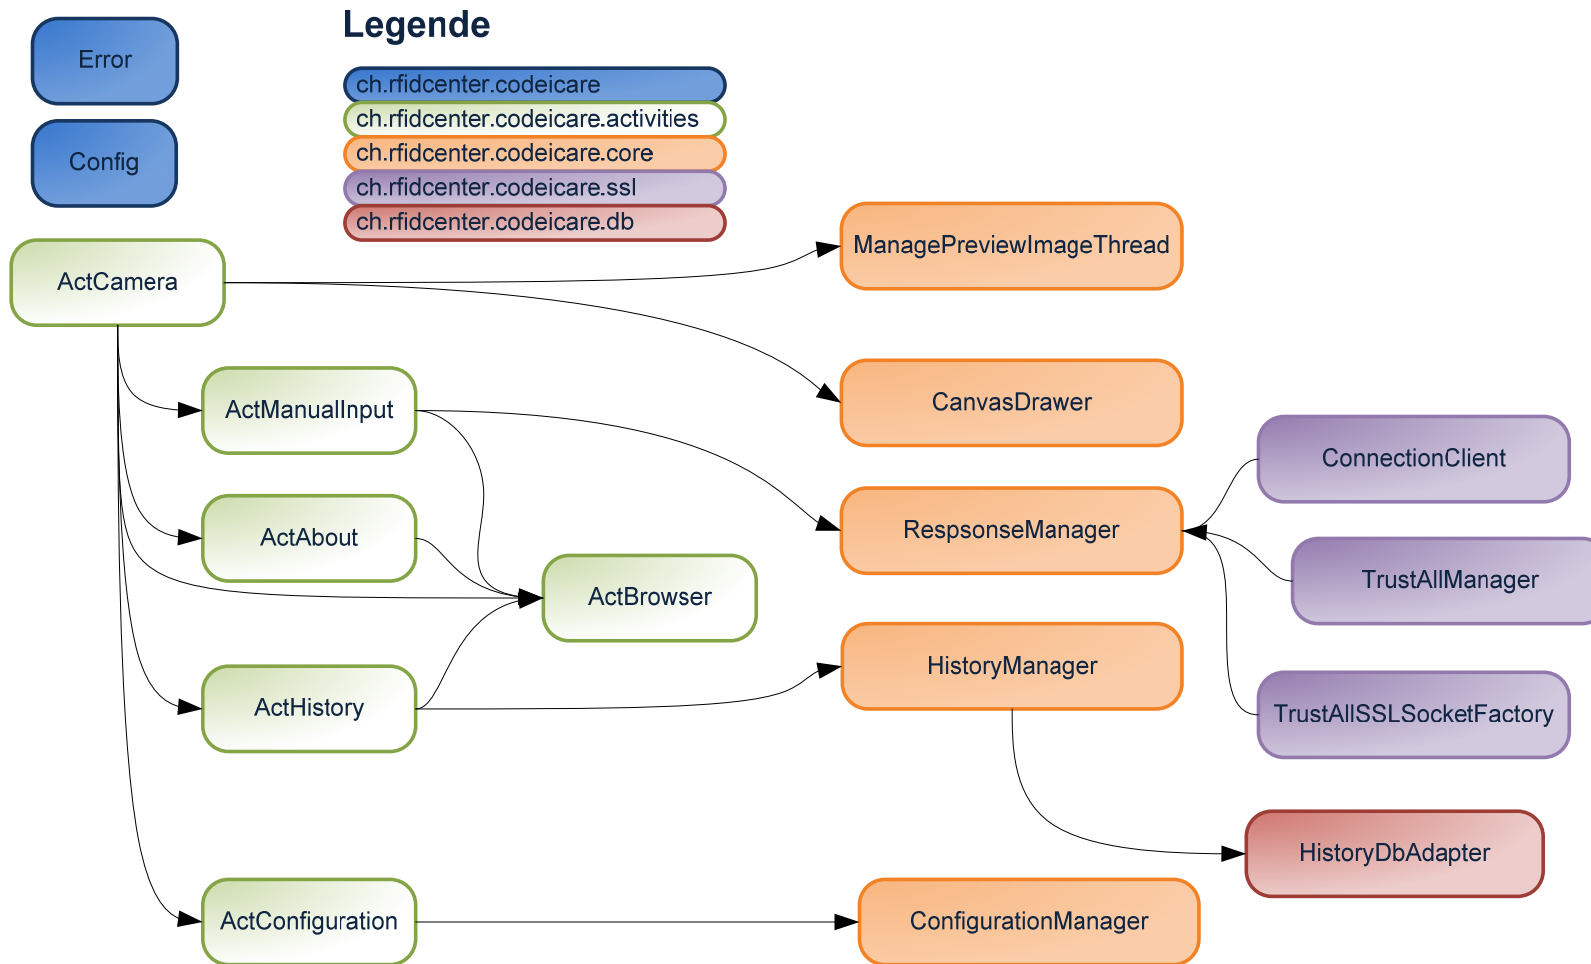 Legende
Error
ch.rfidcenter.codeicare
ch.rfidcenter.codeicare.activities
ch.rfidcenter.codeicare.core
ch.rfidcenter.codeicare.ssl
ch.rfidcenter.codeicare.db
Config
ManagePreviewImageThread
ActCamera
CanvasDrawer
ActManualInput
ConnectionClient
RespsonseManager
ActAbout
TrustAllManager
ActBrowser
HistoryManager
ActHistory
TrustAllSSLSocketFactory
HistoryDbAdapter
ActConfiguration
ConfigurationManager